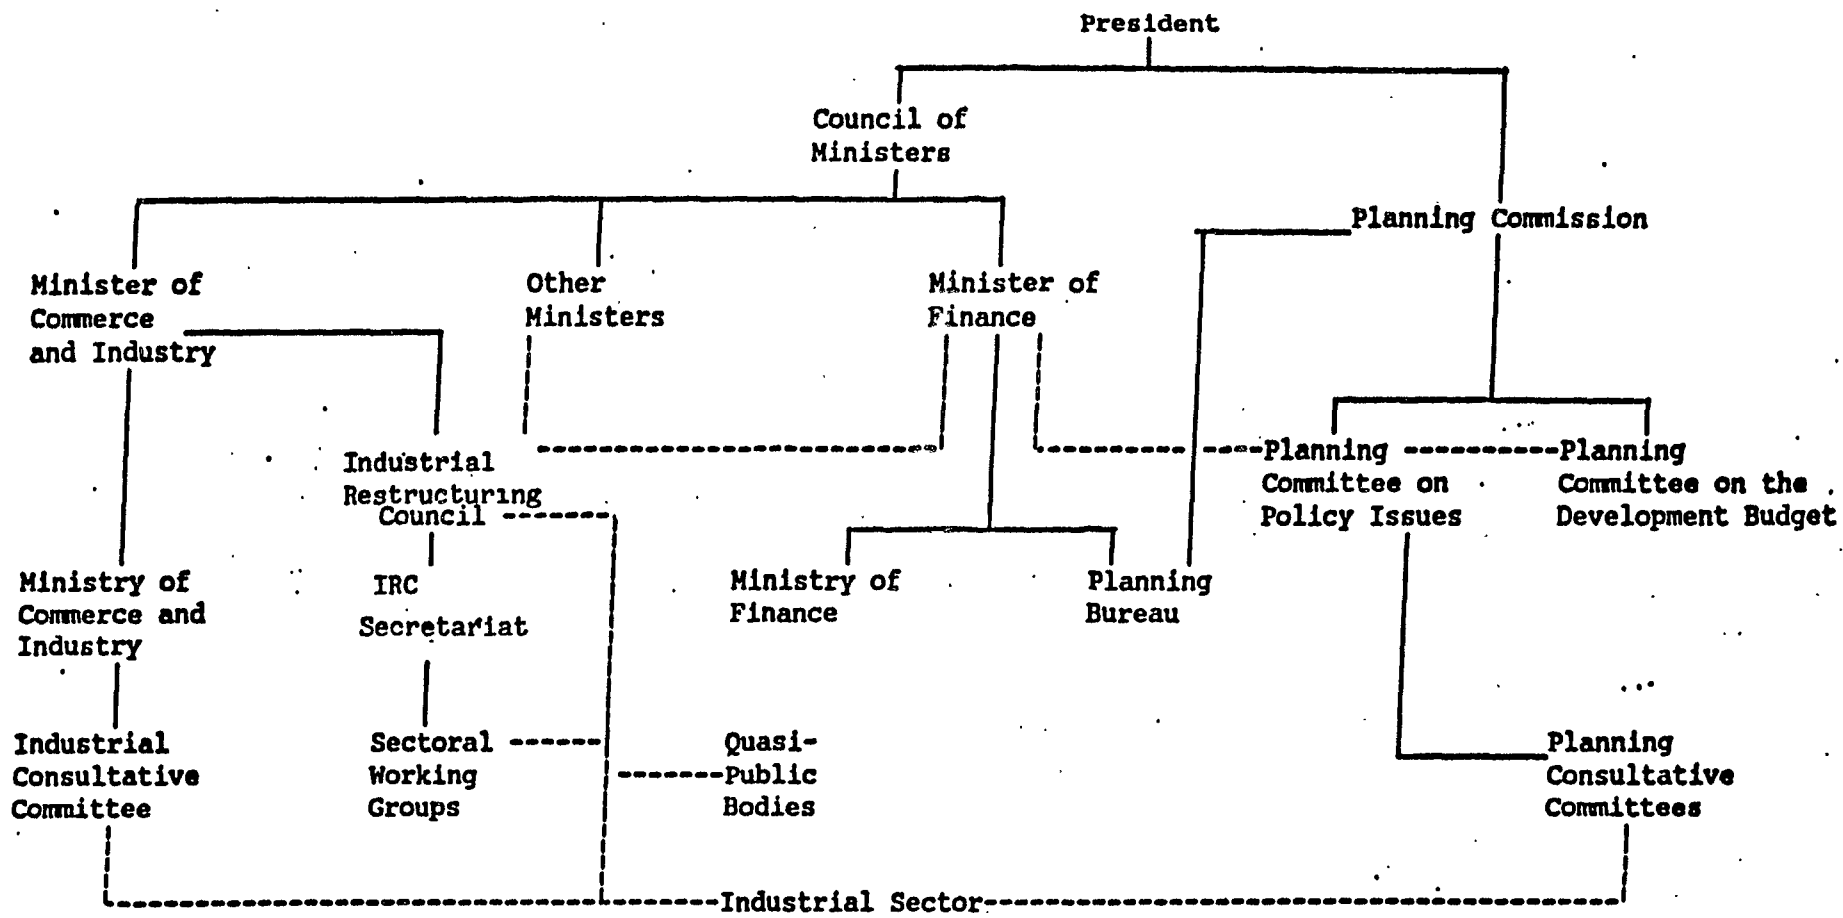 President
Council of
Ministers
Planning Commission
Minister of
Commerce
and Industry
Other
Ministers
Minister of
Finance
Industrial
Restructuring
Council
Planning
Committee on
Policy Issues
Planning
Committee on the
Development Budget
Ministry of
Commerce and
Industry
IRC
Secretariat
Ministry of
Finance
Planning
Bureau
Industrial
Consultative
Committee
Sectoral
Working
Groups
Quasi-
Public
Bodies
Planning
Consultative
Committees
Industrial Sector